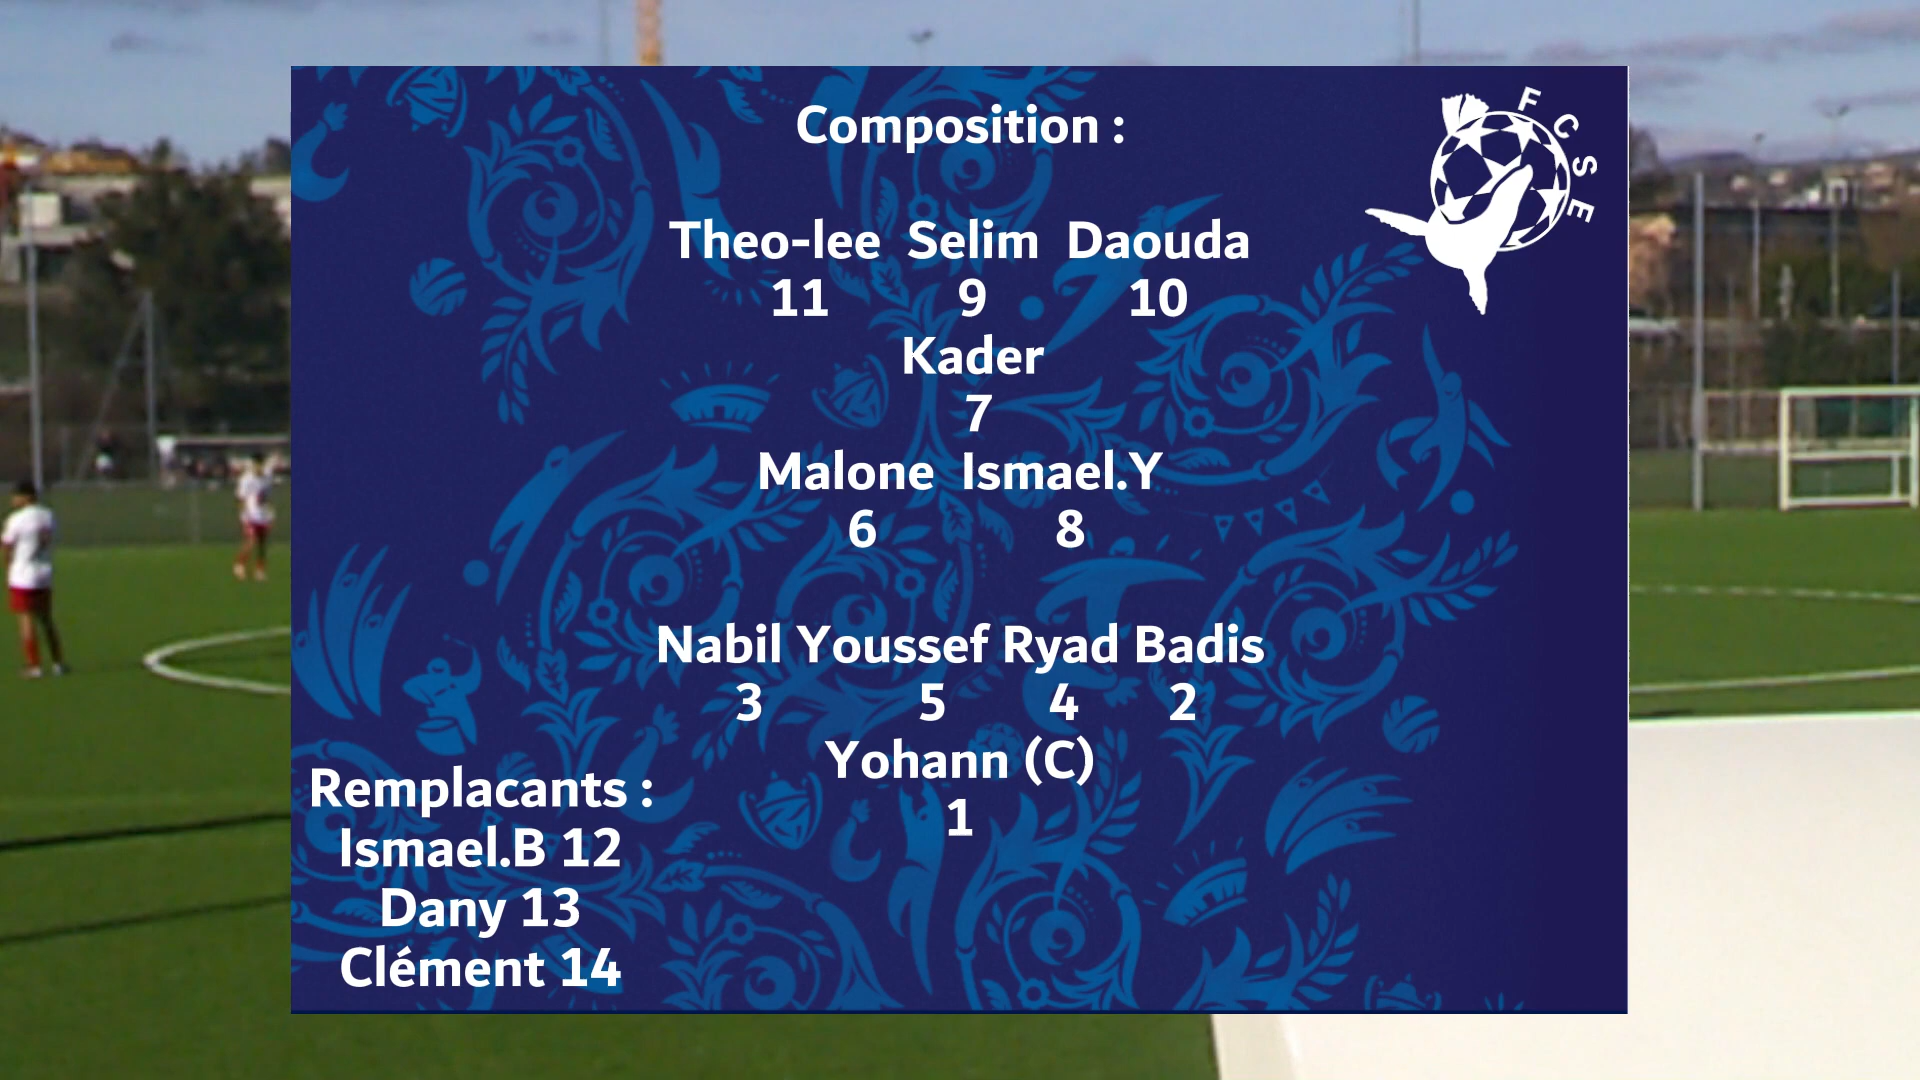 Composition :
FCSE
Theo-lee Selim Daouda
11 9 10
Kader
7
Malone Ismael.Y
6 8
Nabil Youssef Ryad Badis
3 5 4 2
Yohann (C)
1
Remplacants :
Ismael.B 12
Dany 13
Clément 14